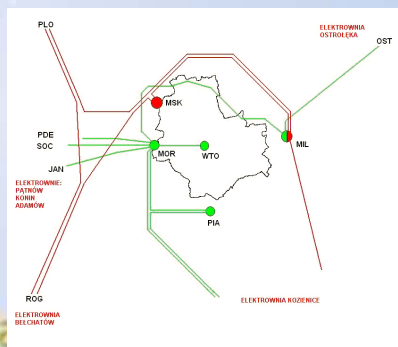 PLO
ELEKTROWNIA
OSTROŁĘKA
OST
MSK
PDE
SOC
MOR
WTO
MIL
JAN
ELEKTROWNIE:
PĄTNÓW
KONIN
ADAMÓW
PIA
ROG
ELEKTROWNIA KOZIENICE
ELEKTROWNIA
BEŁCHATÓW